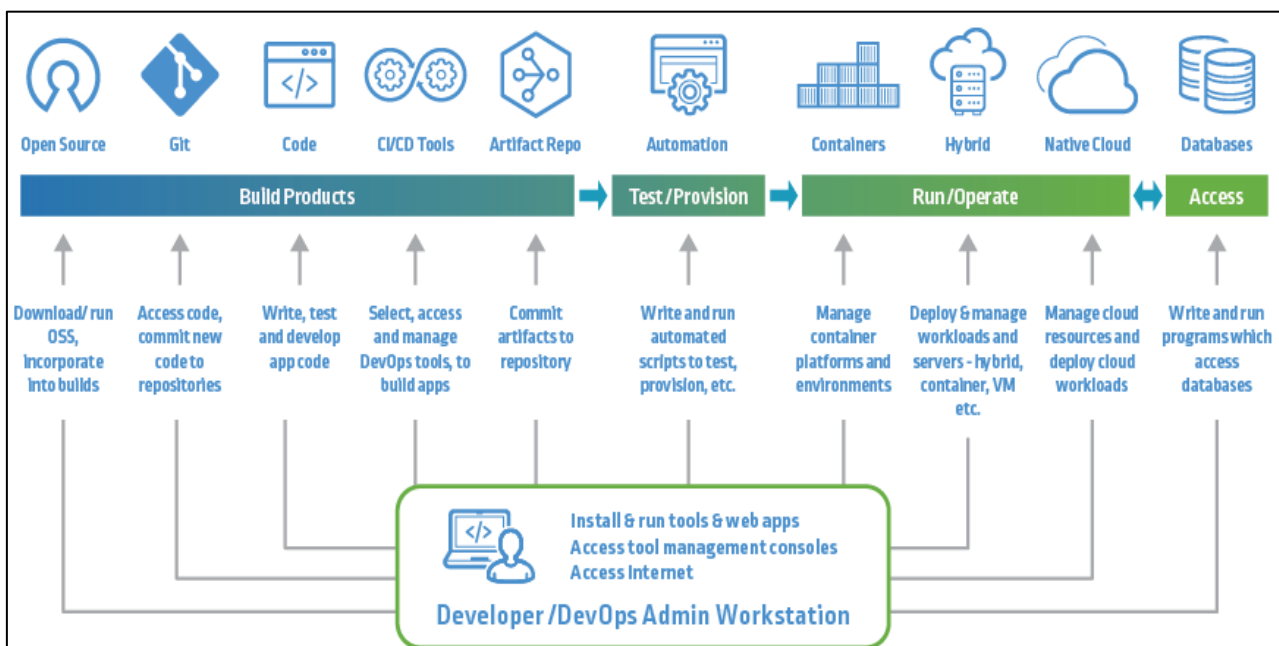 Open Source
Git
Code
CI/CD Tools
Artifact Repo
Automation
Containers
Hybrid
Native Cloud
Databases
Build Products
Test/Provision
Run/Operate
Access
Download/ run
OSS,
incorporate
into builds
Access code,
commit new
code to
repositories
Write, test
and develop
app code
Select, access
and manage
DevOps tools, to
build apps
Commit
artifacts to
repository
Write and run
automated
scripts to test,
provision, etc.
Manage
container
platforms and
environments
Deploy & manage
workloads and
servers - hybrid,
container, VM
etc.
Manage cloud
resources and
deploy cloud
workloads
Write and run
programs which
access
databases
Install & run tools & web apps
Access tool management consoles
Access Internet
Developer/DevOps Admin Workstation